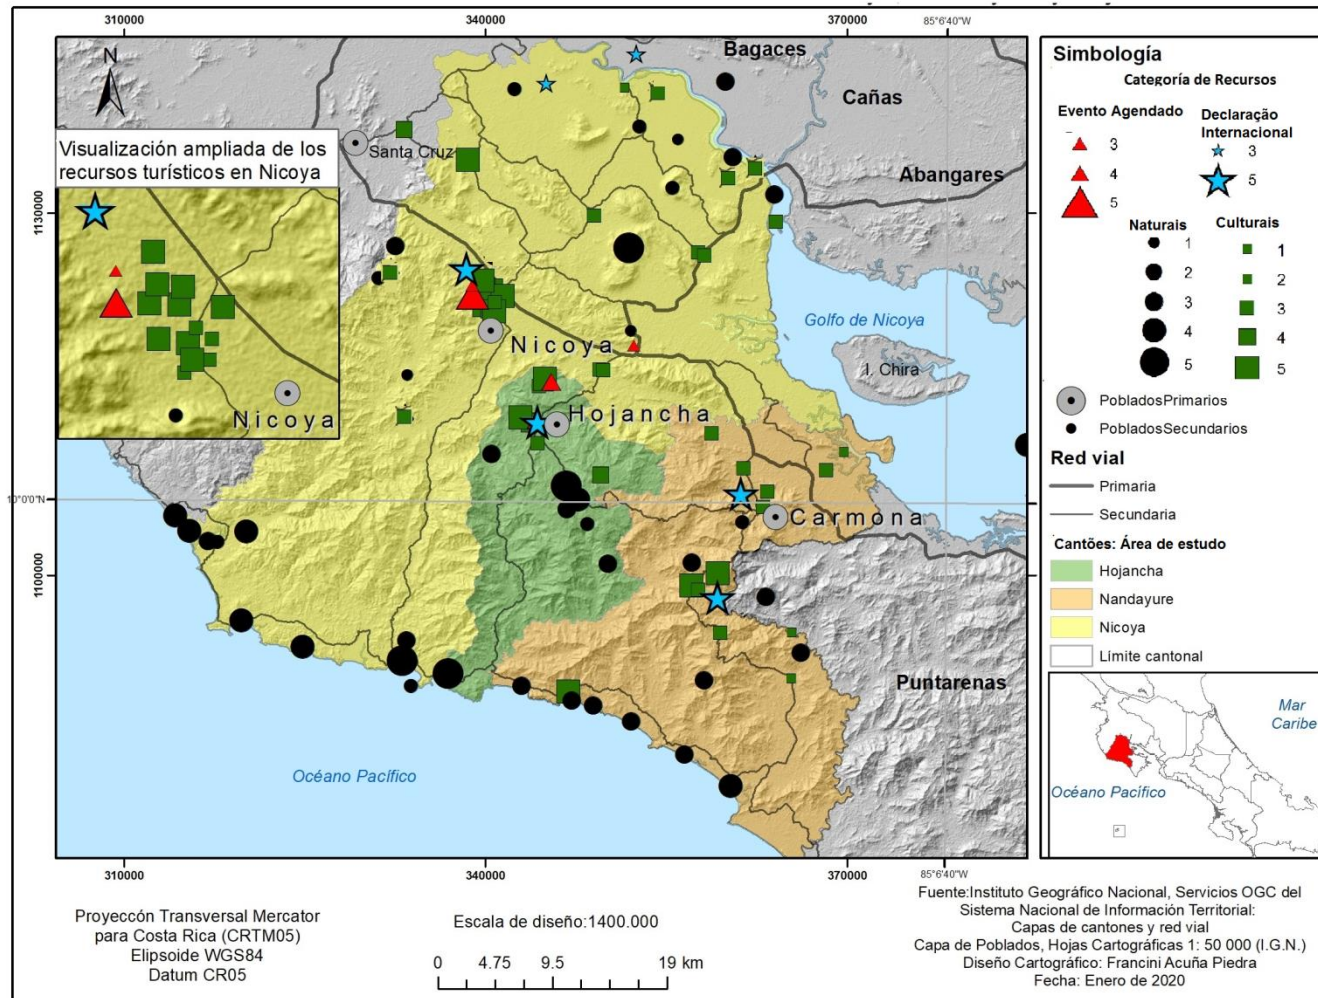 310000
340000
370000
85°6'40"W
N
Visualización ampliada de los
recursos turísticos en Nicoya
Nicoya
Santa Cruz
Bagaces
Cañas
Abangares
1130000
Golfo de Nicoya
I. Chira
Nicoya
Hojancha
10°0'0"N
Carmona
1100000
Puntarenas
Océano Pacífico
310000
340000
370000
85°6'40"W
Simbología
Categoría de Recursos
Evento Agendado
3
4
5
Declaração
Internacional
3
5
Naturais
1
2
3
4
5
Culturais
1
2
3
4
5
PobladosPrimarios
PobladosSecundarios
Red vial
Primaria
Secundaria
Cantões: Área de estudo
Hojancha
Nandayure
Nicoya
Límite cantonal
Mar
Caribe
Océano Pacífico
Proyeccón Transversal Mercator
para Costa Rica (CRTM05)
Elipsoide WGS84
Datum CR05
Escala de diseño:1400.000
0 4.75 9.5 19 km
Fuente:Instituto Geográfico Nacional, Servicios OGC del
Sistema Nacional de Información Territorial:
Capas de cantones y red vial
Capa de Poblados, Hojas Cartográficas 1: 50 000 (I.G.N.)
Diseño Cartográfico: Francini Acuña Piedra
Fecha: Enero de 2020